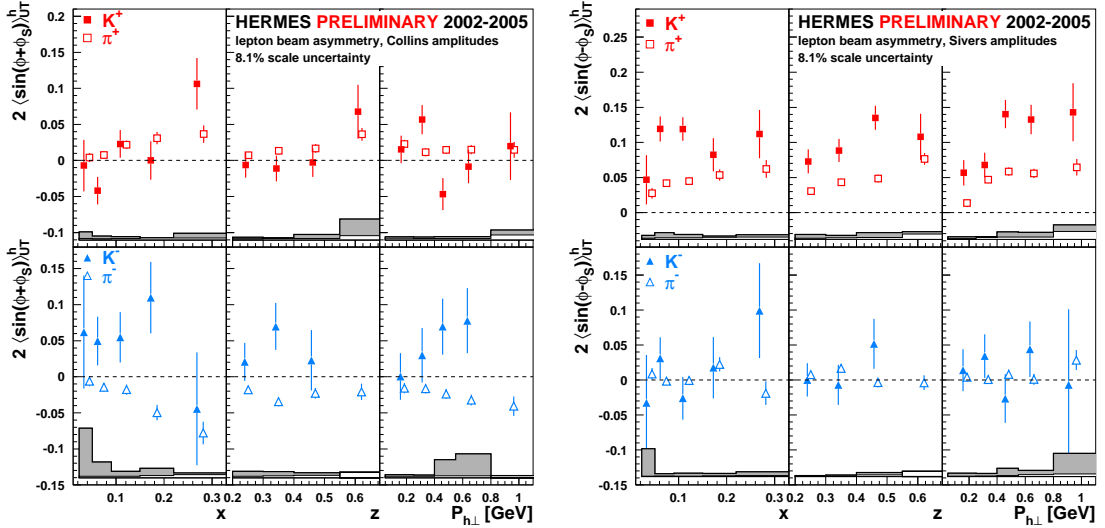 2 ⟨sin(φ+φS)⟩hUT
K+
π+
HERMES PRELIMINARY 2002-2005
lepton beam asymmetry, Collins amplitudes
8.1% scale uncertainty
0.2
0.15
0.1
0.05
0
-0.05
-0.1
2 ⟨sin(φ+φS)⟩hUT
K-
π-
0.15
0.1
0.05
0
-0.05
-0.1
-0.15
0.1 0.2 0.3 0.2 0.3 0.4 0.5 0.6 0.2 0.4 0.6 0.8 1
x z Ph⊥ [GeV]
2 ⟨sin(φ-φS)⟩hUT
K+
π+
HERMES PRELIMINARY 2002-2005
lepton beam asymmetry, Sivers amplitudes
8.1% scale uncertainty
0.25
0.2
0.15
0.1
0.05
0
2 ⟨sin(φ-φS)⟩hUT
K-
π-
0.15
0.1
0.05
0
-0.05
-0.1
-0.15
0.1 0.2 0.3 0.2 0.3 0.4 0.5 0.6 0.2 0.4 0.6 0.8 1
x z Ph⊥ [GeV]